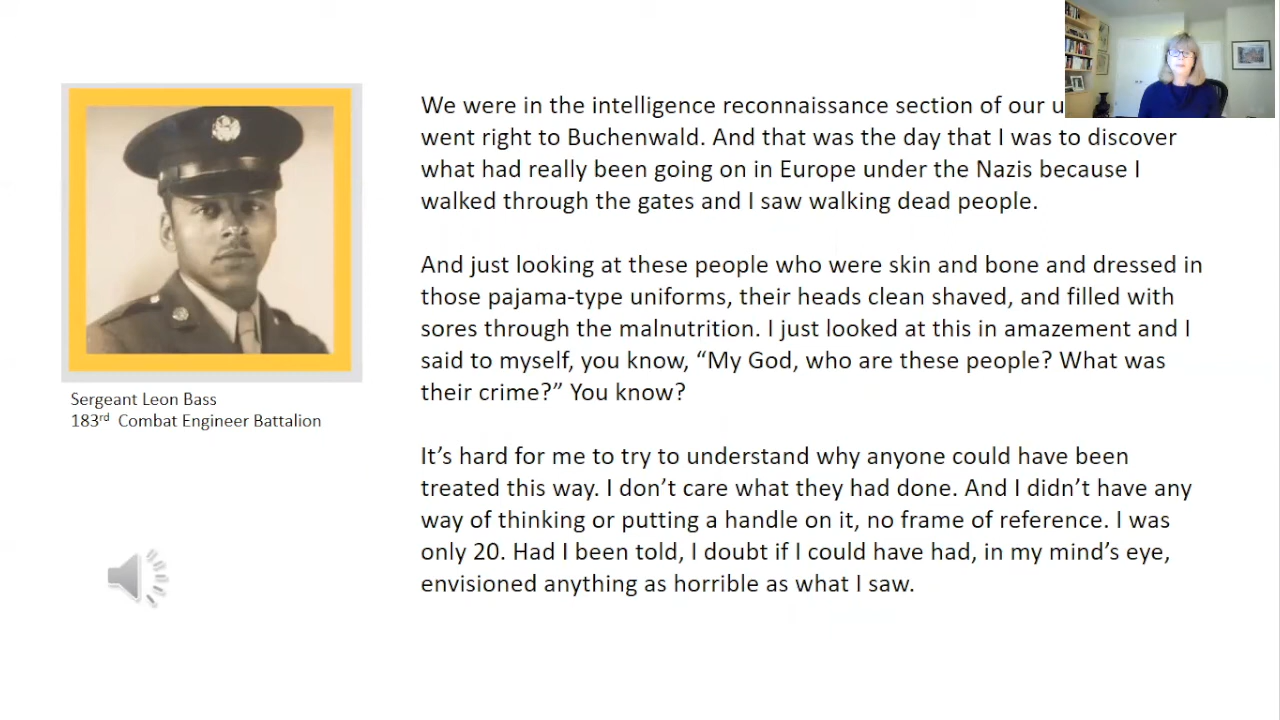 We were in the intelligence reconnaissance section of our
went right to Buchenwald. And that was the day that I was to discover
what had really been going on in Europe under the Nazis because I
walked through the gates and I saw walking dead people.
And just looking at these people who were skin and bone and dressed in
those pajama-type uniforms, their heads clean shaved, and filled with
sores through the malnutrition. I just looked at this in amazement and I
said to myself, you know, “My God, who are these people? What was
their crime?” You know?
It’s hard for me to try to understand why anyone could have been
treated this way. I don’t care what they had done. And I didn’t have any
way of thinking or putting a handle on it, no frame of reference. I was
only 20. Had I been told, I doubt if I could have had, in my mind’s eye,
envisioned anything as horrible as what I saw.
Sergeant Leon Bass
183rd Combat Engineer Battalion